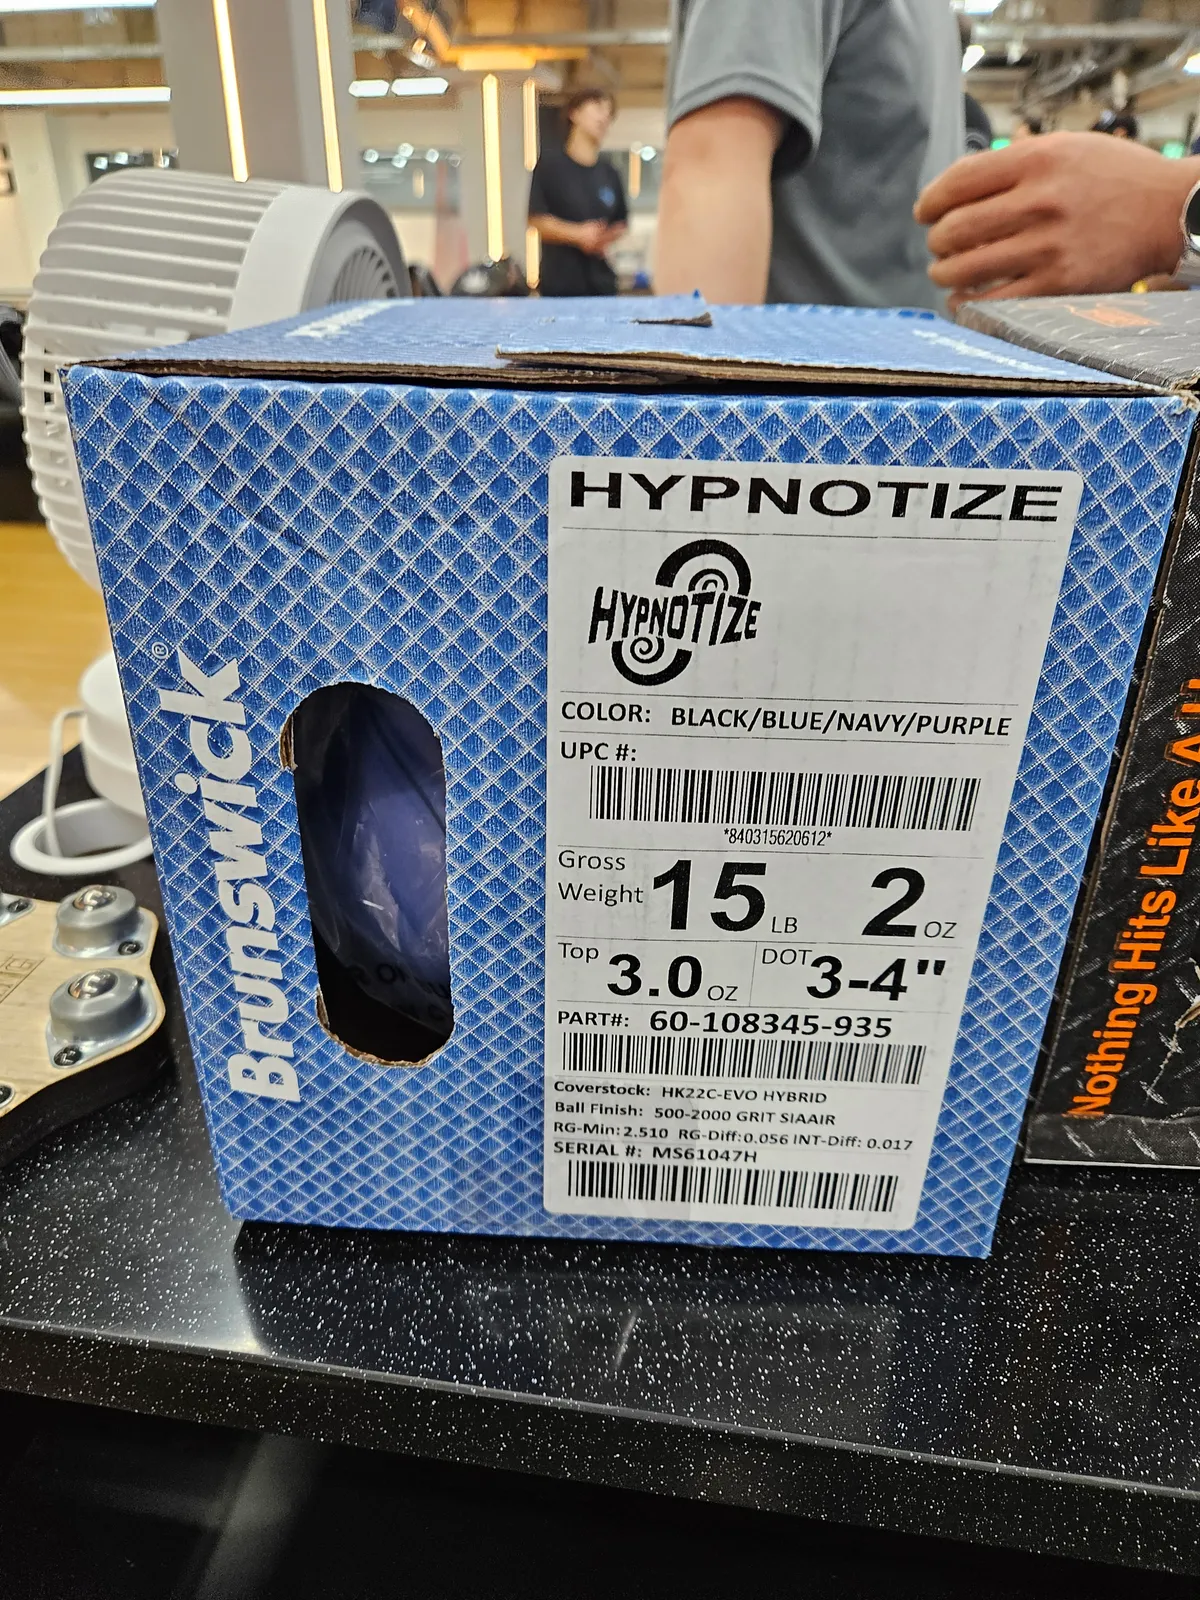 HYPNOTIZE
HYPNOTIZE
COLOR: BLACK/BLUE/NAVY/PURPLE
UPC #:
*840315620612*
Gross
Weight 15 LB 2 OZ
Top 3.0 OZ DOT 3-4"
PART#: 60-108345-935
Coverstock: HK22C-EVO HYBRID
Ball Finish: 500-2000 GRIT SIAAIR
RG-Min: 2.510 RG-Diff: 0.056 INT-Diff: 0.017
SERIAL #: MS61047H
Brunswick®
Nothing Hits Like A